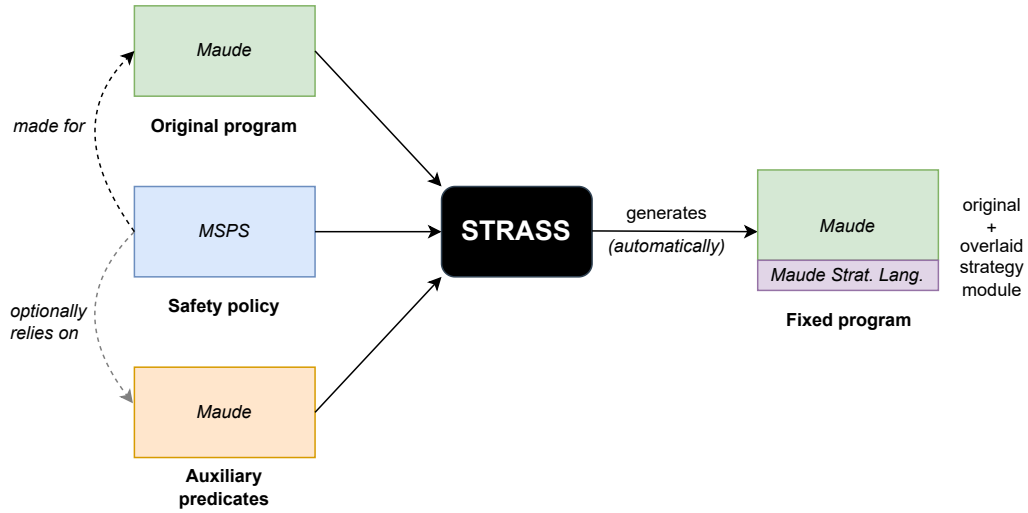 Maude
made for
Original program
MSPS
Safety policy
optionally
relies on
Maude
Auxiliary
predicates
STRASS
generates
(automatically)
Maude
Maude Strat. Lang.
Fixed program
original
+
overlaid
strategy
module